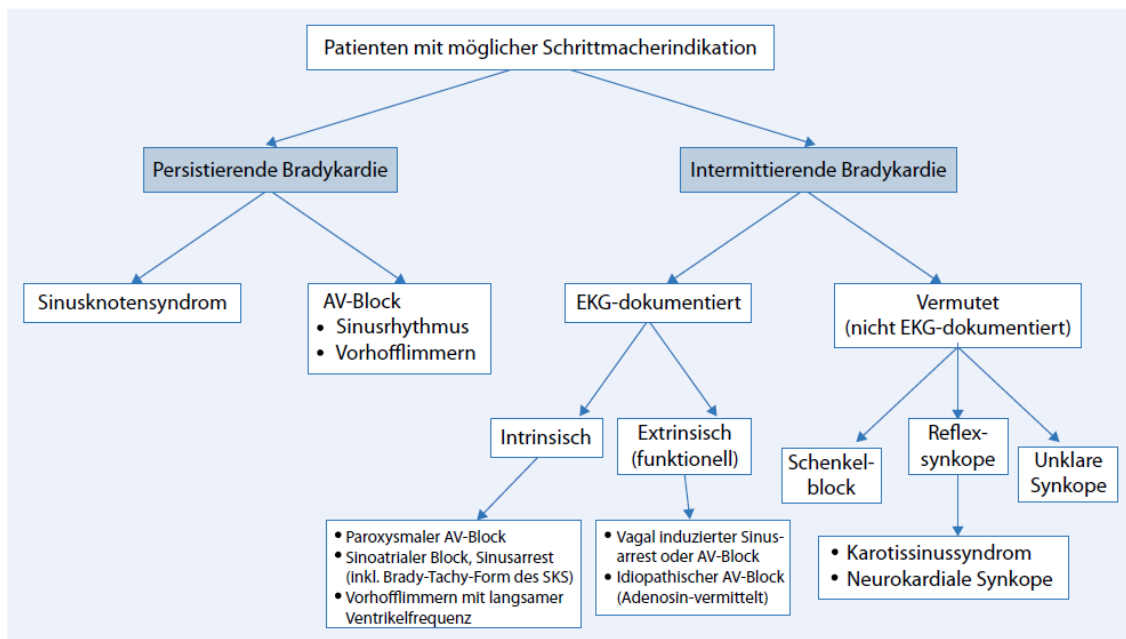 Patienten mit möglicher Schrittmacherindikation
Persistierende Bradykardie
Intermittierende Bradykardie
Sinusknotensyndrom
AV-Block
• Sinusrhythmus
• Vorhofflimmern
EKG-dokumentiert
Vermutet
(nicht EKG-dokumentiert)
Intrinsisch
Extrinsisch
(funktionell)
Schenkel-
block
Reflex-
synkope
Unklare
Synkope
• Paroxysmaler AV-Block
• Sinoatrialer Block, Sinusarrest
(inkl. Brady-Tachy-Form des SKS)
• Vorhofflimmern mit langsamer
Ventrikelfrequenz
• Vagal induzierter Sinus-
arrest oder AV-Block
• Idiopathischer AV-Block
(Adenosin-vermittelt)
• Karotissinussyndrom
• Neurokardiale Synkope